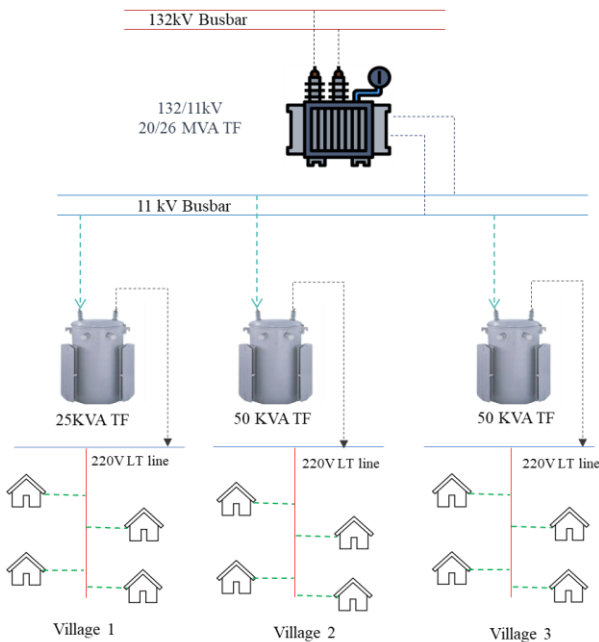 132kV Busbar
132/11kV
20/26 MVA TF
11 kV Busbar
25KVA TF
50 KVA TF
50 KVA TF
220V LT line
220V LT line
220V LT line
Village 1
Village 2
Village 3